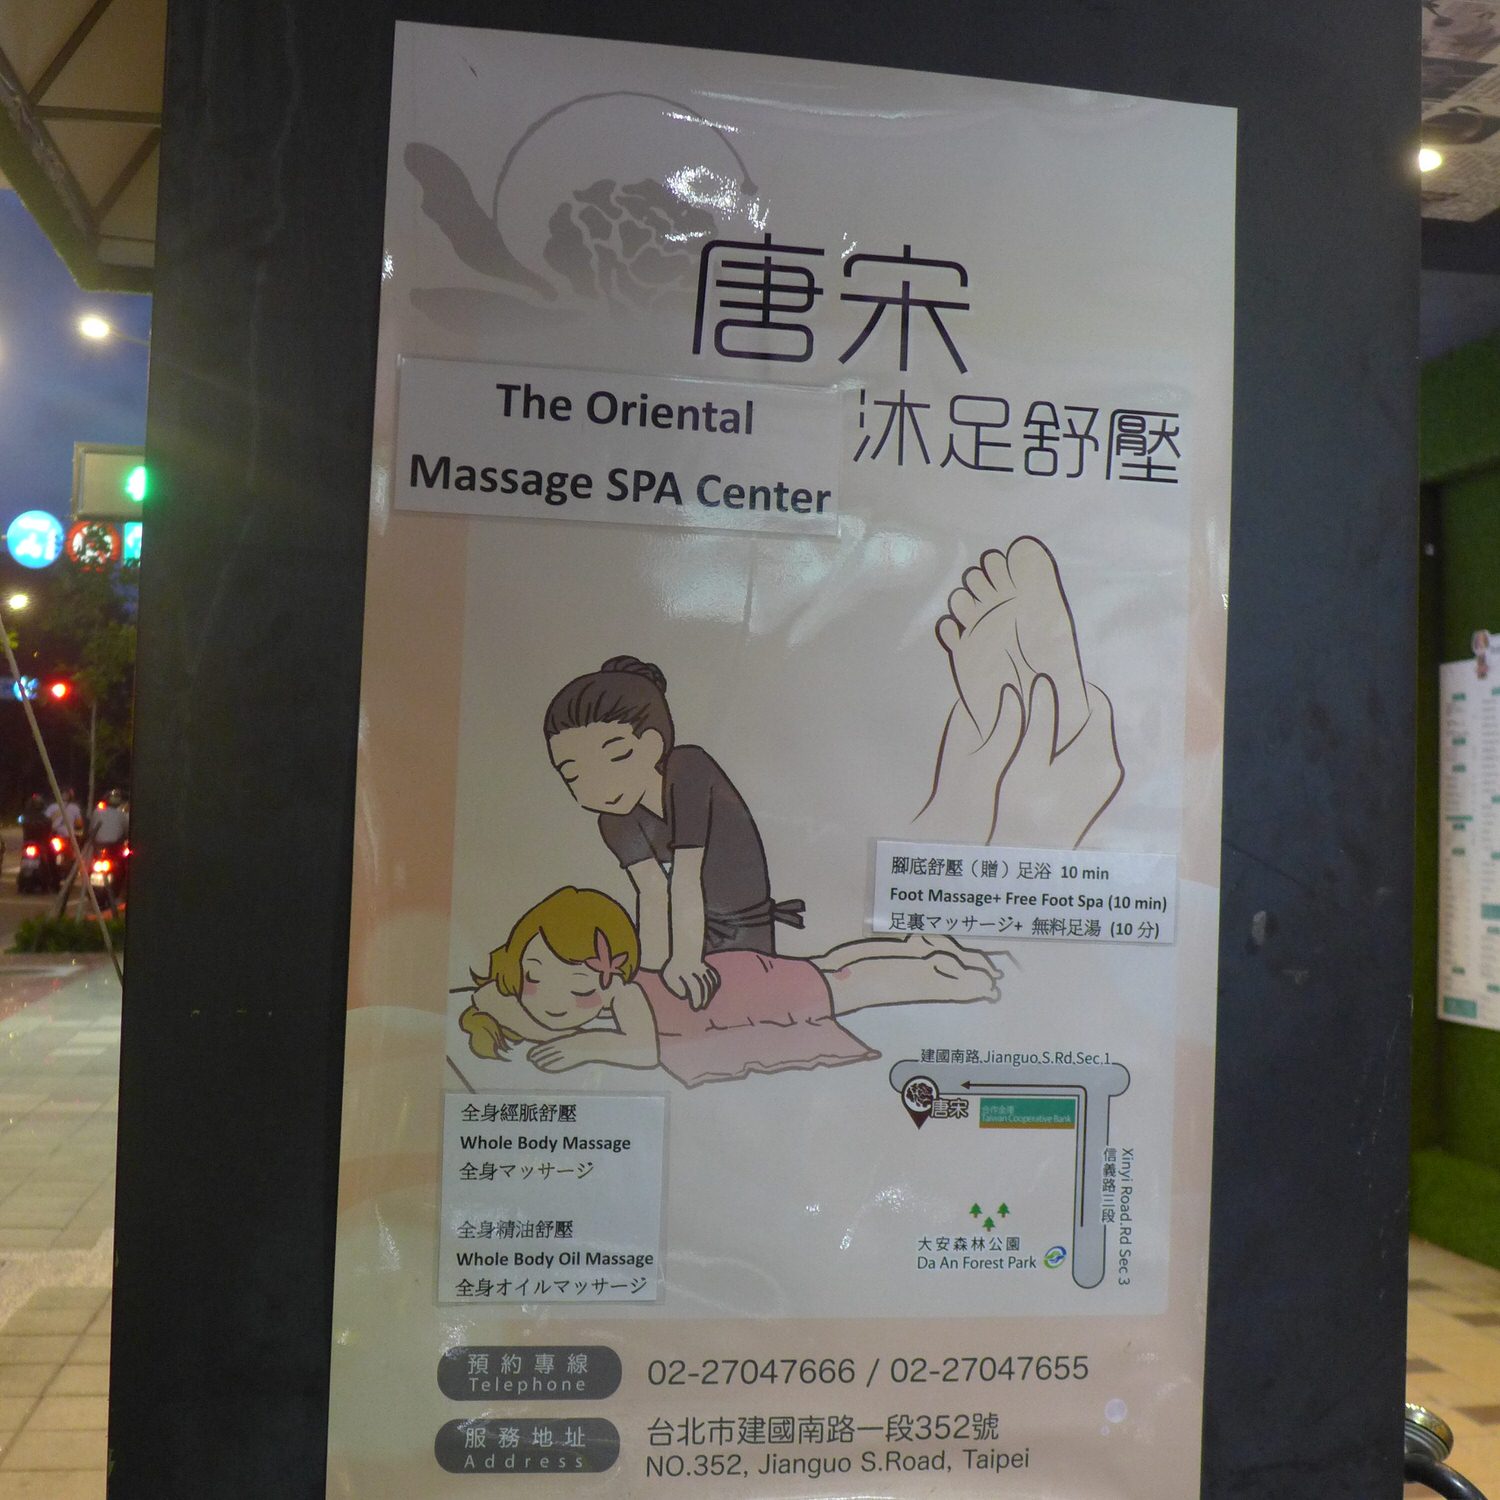 唐宋
沐足舒壓
The Oriental
Massage SPA Center
腳底舒壓（贈）足浴 10 min
Foot Massage+ Free Foot Spa (10 min)
足裏マッサージ+ 無料足湯 (10 分)
建國南路 Jianguo S.Rd Sec.1
唐宋
合作金庫
Taiwan Cooperative Bank
Xinyi Road.Rd Sec 3
信義路三段
大安森林公園
Da An Forest Park
全身經脈舒壓
Whole Body Massage
全身マッサージ
全身精油舒壓
Whole Body Oil Massage
全身オイルマッサージ
預約專線
Telephone
02-27047666 / 02-27047655
服務地址
Address
台北市建國南路一段352號
NO.352, Jianguo S.Road, Taipei